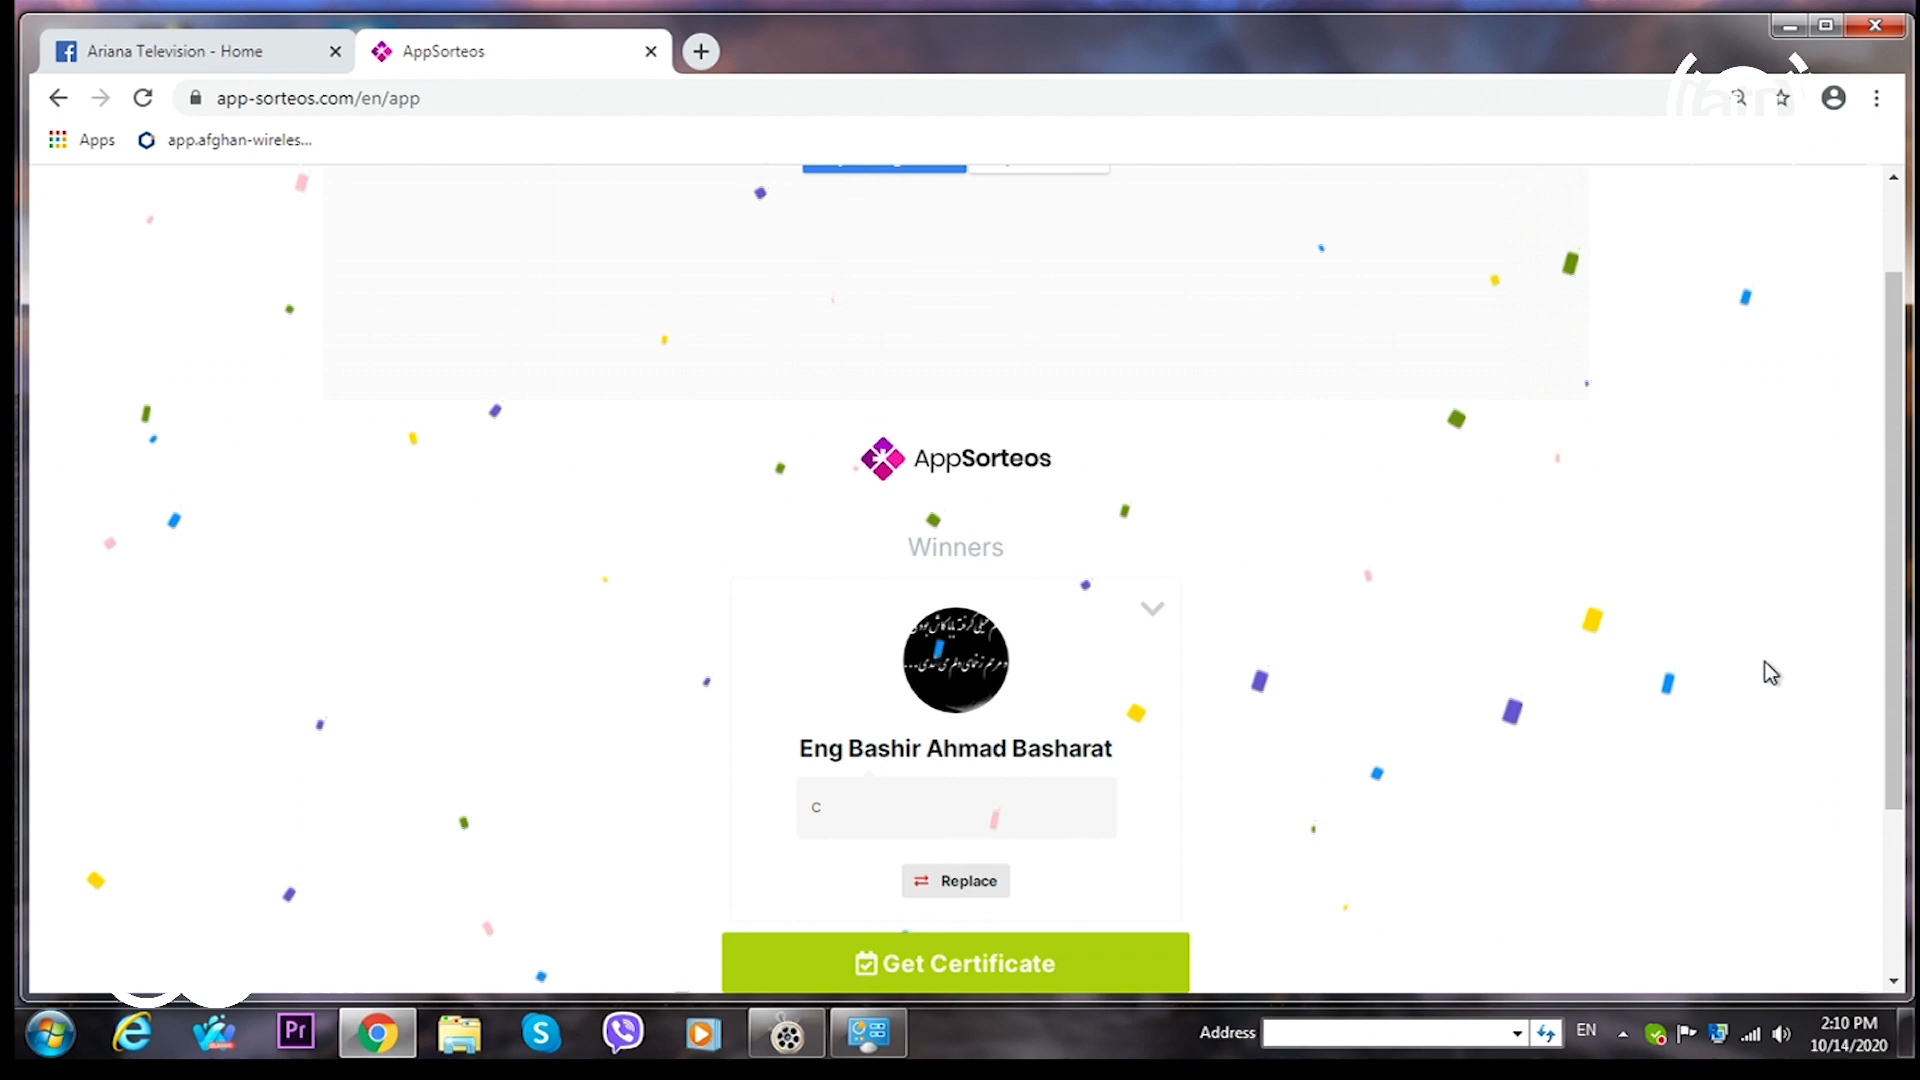 Ariana Television - Home
AppSorteos
app-sorteos.com/en/app
Apps
app.afghan-wireles...
AppSorteos
Winners
Eng Bashir Ahmad Basharat
C
Replace
Get Certificate
Pr
Address
EN
2:10 PM
10/14/2020